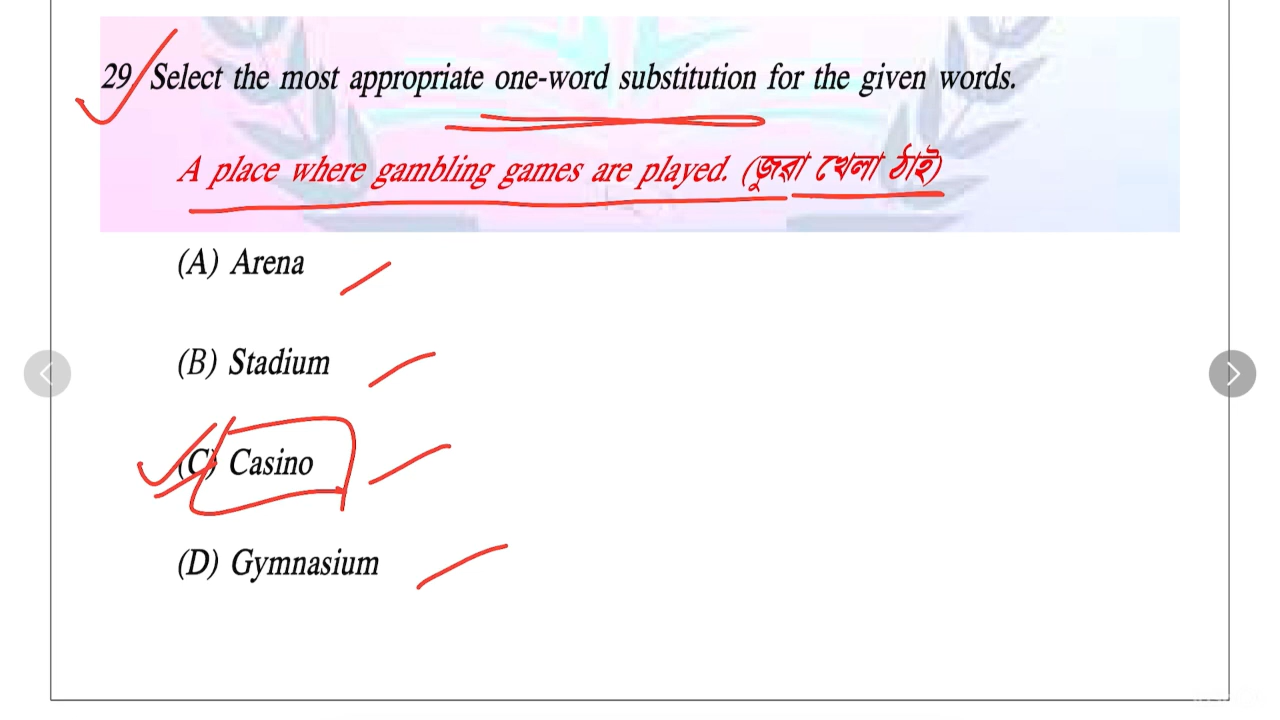 29 Select the most appropriate one-word substitution for the given words.
A place where gambling games are played. (জুৱা খেলা ঠাই)
(A) Arena
(B) Stadium
(C) Casino
(D) Gymnasium